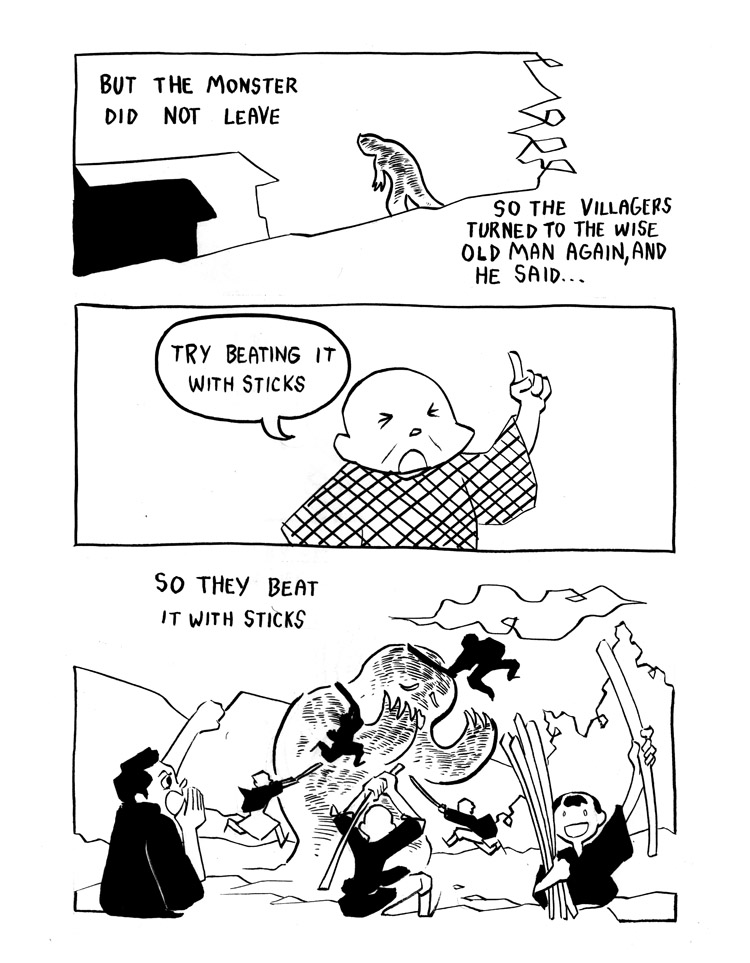 BUT THE MONSTER
DID NOT LEAVE
SO THE VILLAGERS
TURNED TO THE WISE
OLD MAN AGAIN, AND
HE SAID...
TRY BEATING IT
WITH STICKS
SO THEY BEAT
IT WITH STICKS